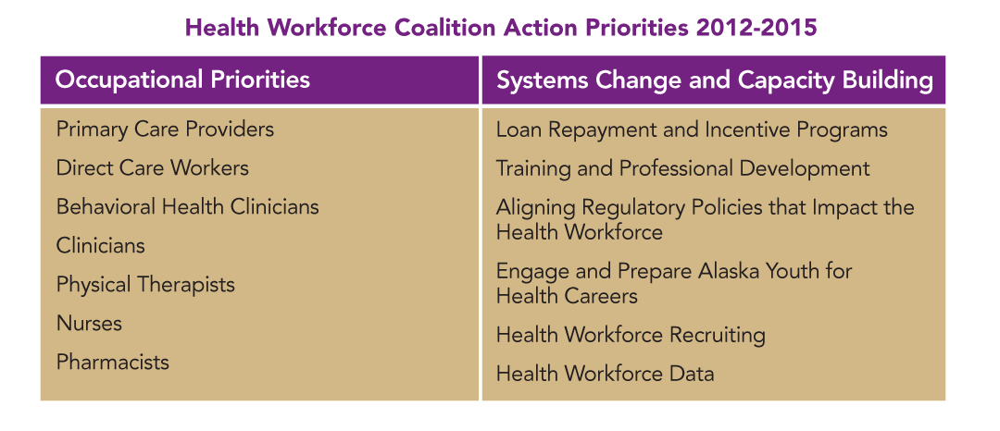 Health Workforce Coalition Action Priorities 2012-2015
Occupational Priorities
Primary Care Providers
Direct Care Workers
Behavioral Health Clinicians
Clinicians
Physical Therapists
Nurses
Pharmacists
Systems Change and Capacity Building
Loan Repayment and Incentive Programs
Training and Professional Development
Aligning Regulatory Policies that Impact the
Health Workforce
Engage and Prepare Alaska Youth for
Health Careers
Health Workforce Recruiting
Health Workforce Data